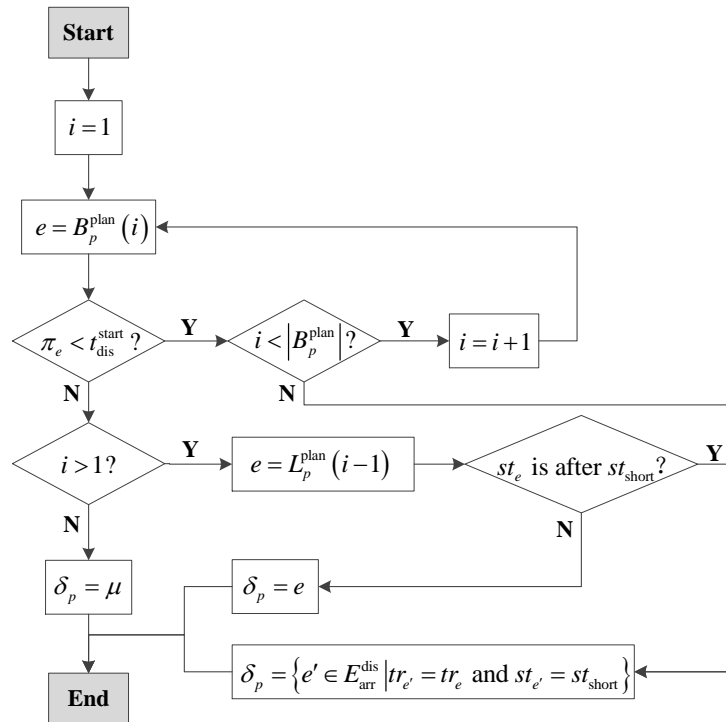 Start
i = 1
e = B_p^plan (i)
π_e < t_dis^start ?
Y
i < |B_p^plan| ?
Y
i = i+1
N
N
i > 1?
Y
e = L_p^plan (i−1)
st_e is after st_short ?
Y
N
N
δ_p = μ
δ_p = e
δ_p = {e′ ∈ E_arr^dis | tr_e′ = tr_e and st_e′ = st_short}
End